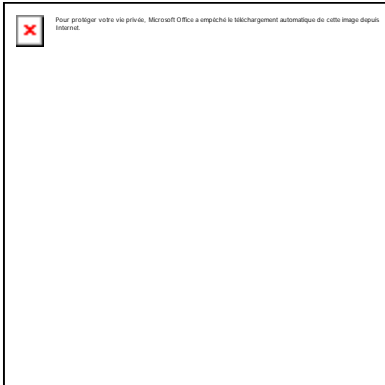 Pour protéger votre vie privée, Microsoft Office a empêché le téléchargement automatique de cette image depuis
Internet.